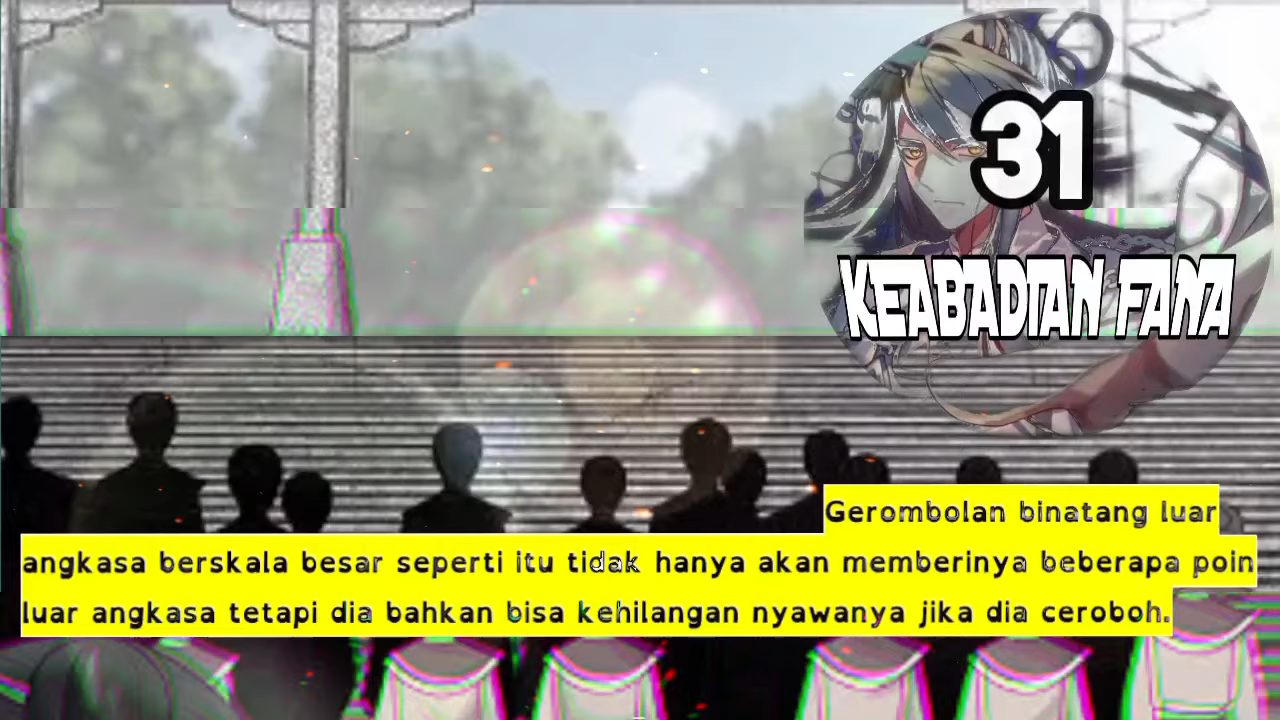 31
KEABADIAN FANA
Gerombolan binatang luar
angkasa berskala besar seperti itu tidak hanya akan memberinya beberapa poin
luar angkasa tetapi dia bahkan bisa kehilangan nyawanya jika dia ceroboh.